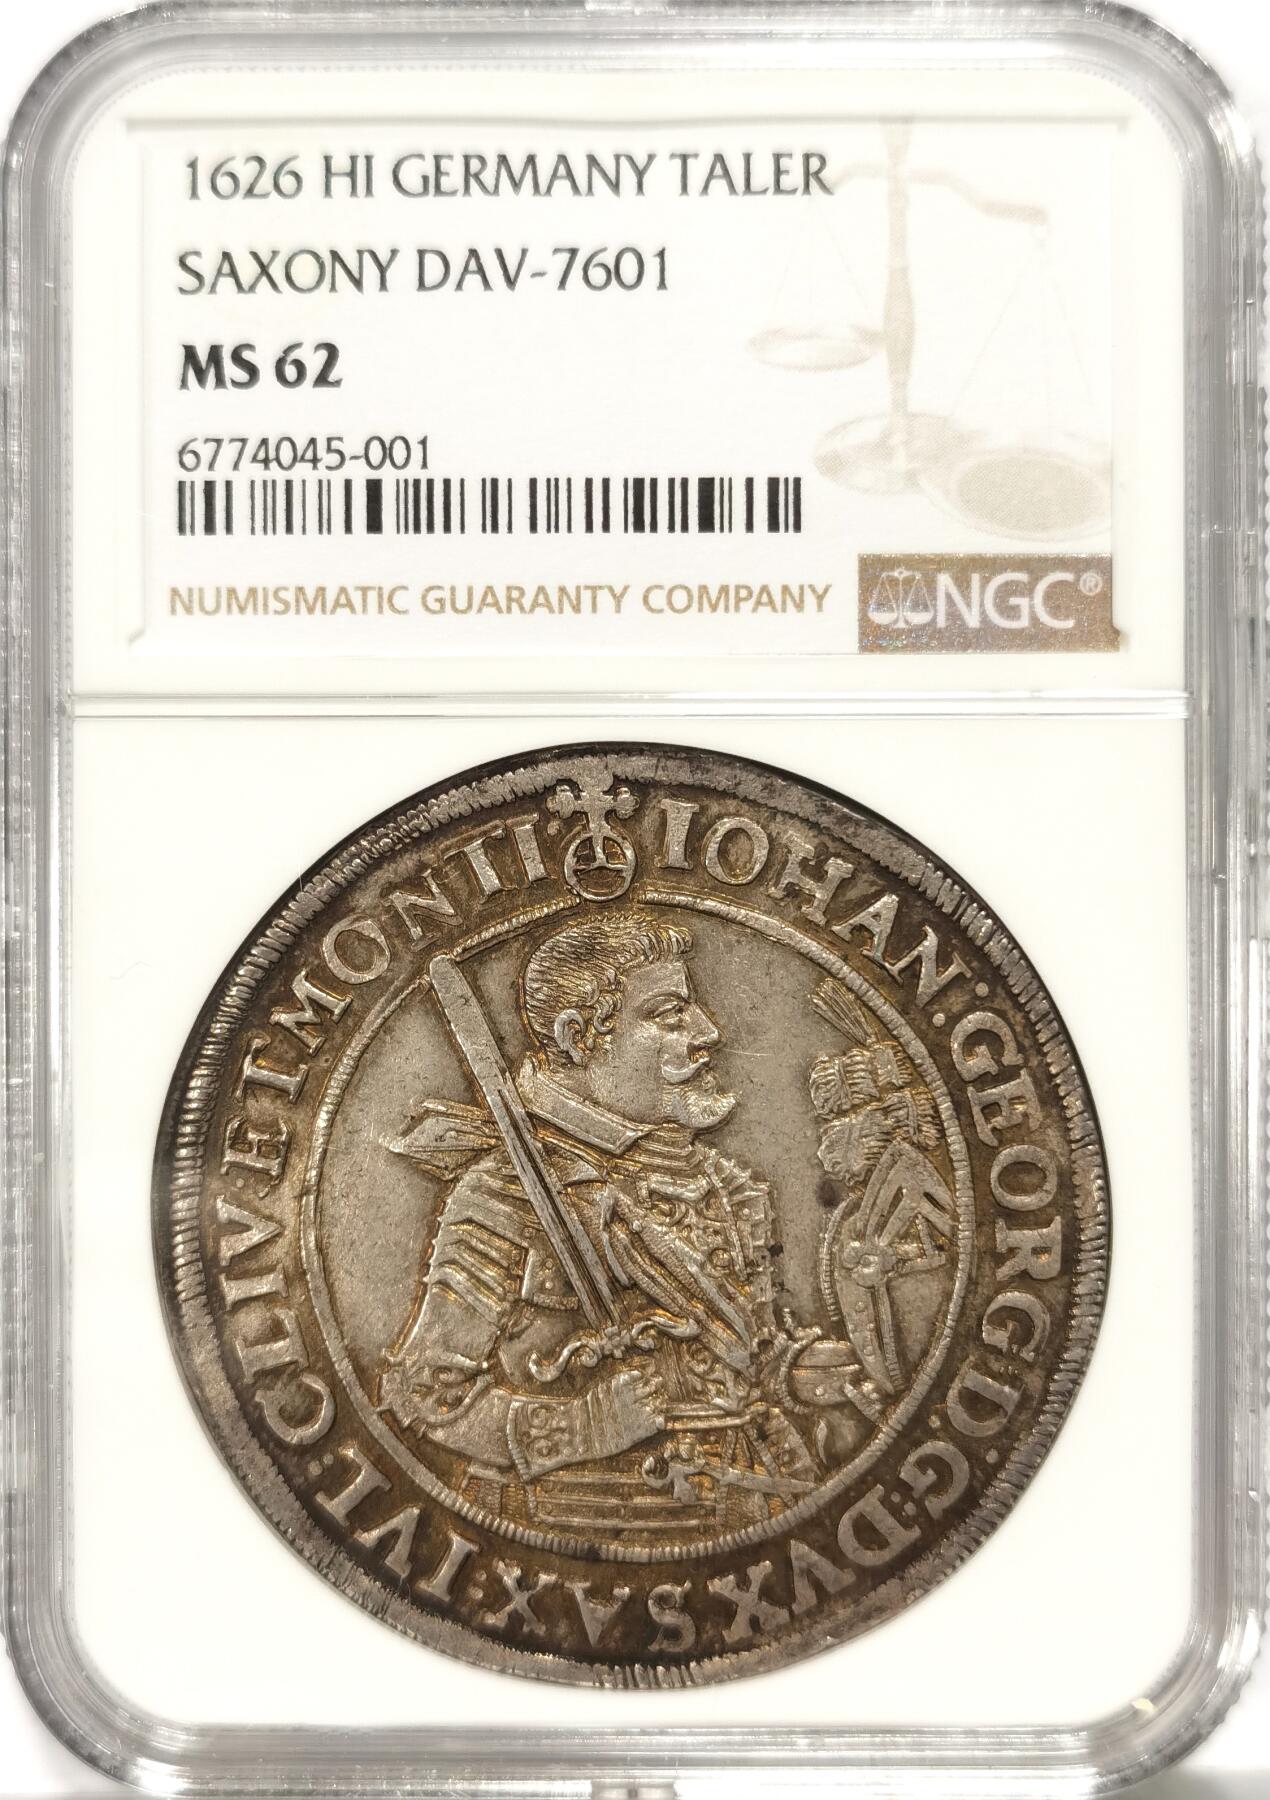 1626 HI GERMANY TALER
SAXONY DAV-7601
MS 62
6774045-001
NUMISMATIC GUARANTY COMPANY
NGC®
IOHAN: GEORG: D: G: DVX SAX · IVL: CLIV · ET MONTI: